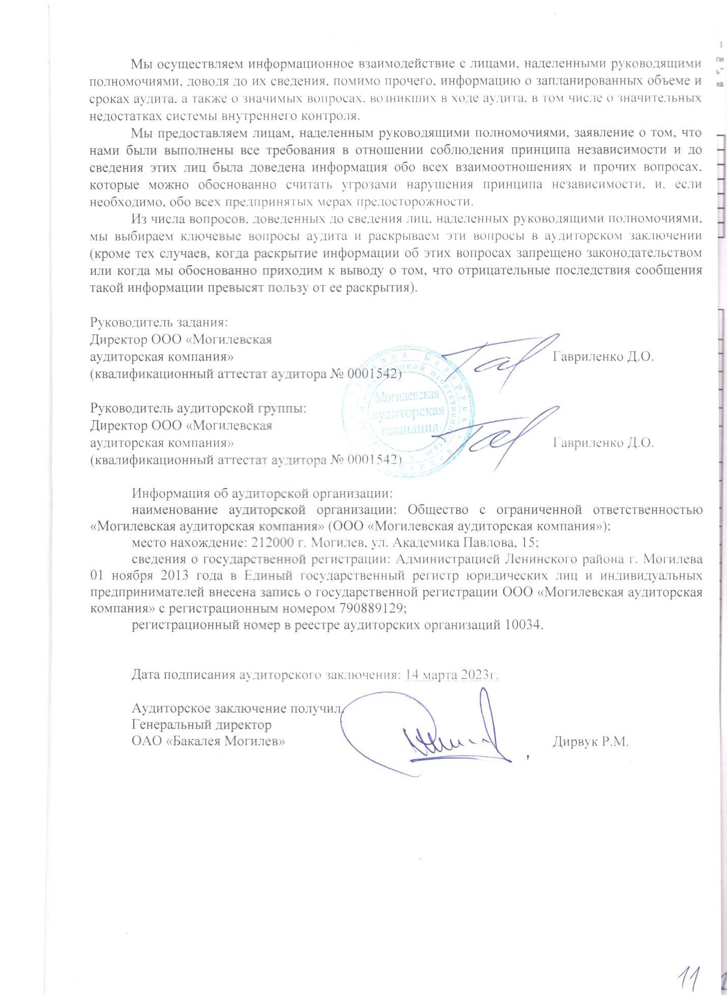 Мы осуществляем информационное взаимодействие с лицами, наделенными руководящими
полномочиями, доводя до их сведения, помимо прочего, информацию о запланированных объеме и
сроках аудита, а также о значимых вопросах, возникших в ходе аудита, в том числе о значительных
недостатках системы внутреннего контроля.
Мы предоставляем лицам, наделенным руководящими полномочиями, заявление о том, что
нами были выполнены все требования в отношении соблюдения принципа независимости и до
сведения этих лиц была доведена информация обо всех взаимоотношениях и прочих вопросах,
которые можно обоснованно считать угрозами нарушения принципа независимости, и, если
необходимо, обо всех предпринятых мерах предосторожности.
Из числа вопросов, доведенных до сведения лиц, наделенных руководящими полномочиями,
мы выбираем ключевые вопросы аудита и раскрываем эти вопросы в аудиторском заключении
(кроме тех случаев, когда раскрытие информации об этих вопросах запрещено законодательством
или когда мы обоснованно приходим к выводу о том, что отрицательные последствия сообщения
такой информации превысят пользу от ее раскрытия).
Руководитель задания:
Директор ООО «Могилевская
аудиторская компания» Гавриленко Д.О.
(квалификационный аттестат аудитора № 0001542)
Могилевская
аудиторская
компания
Руководитель аудиторской группы:
Директор ООО «Могилевская
аудиторская компания» Гавриленко Д.О.
(квалификационный аттестат аудитора № 0001542)
Информация об аудиторской организации:
наименование аудиторской организации: Общество с ограниченной ответственностью
«Могилевская аудиторская компания» (ООО «Могилевская аудиторская компания»);
место нахождение: 212000 г. Могилев, ул. Академика Павлова, 15;
сведения о государственной регистрации: Администрацией Ленинского района г. Могилева
01 ноября 2013 года в Единый государственный регистр юридических лиц и индивидуальных
предпринимателей внесена запись о государственной регистрации ООО «Могилевская аудиторская
компания» с регистрационным номером 790889129;
регистрационный номер в реестре аудиторских организаций 10034.
Дата подписания аудиторского заключения: 14 марта 2023г.
Аудиторское заключение получил,
Генеральный директор
ОАО «Бакалея Могилев» Дирвук Р.М.
11